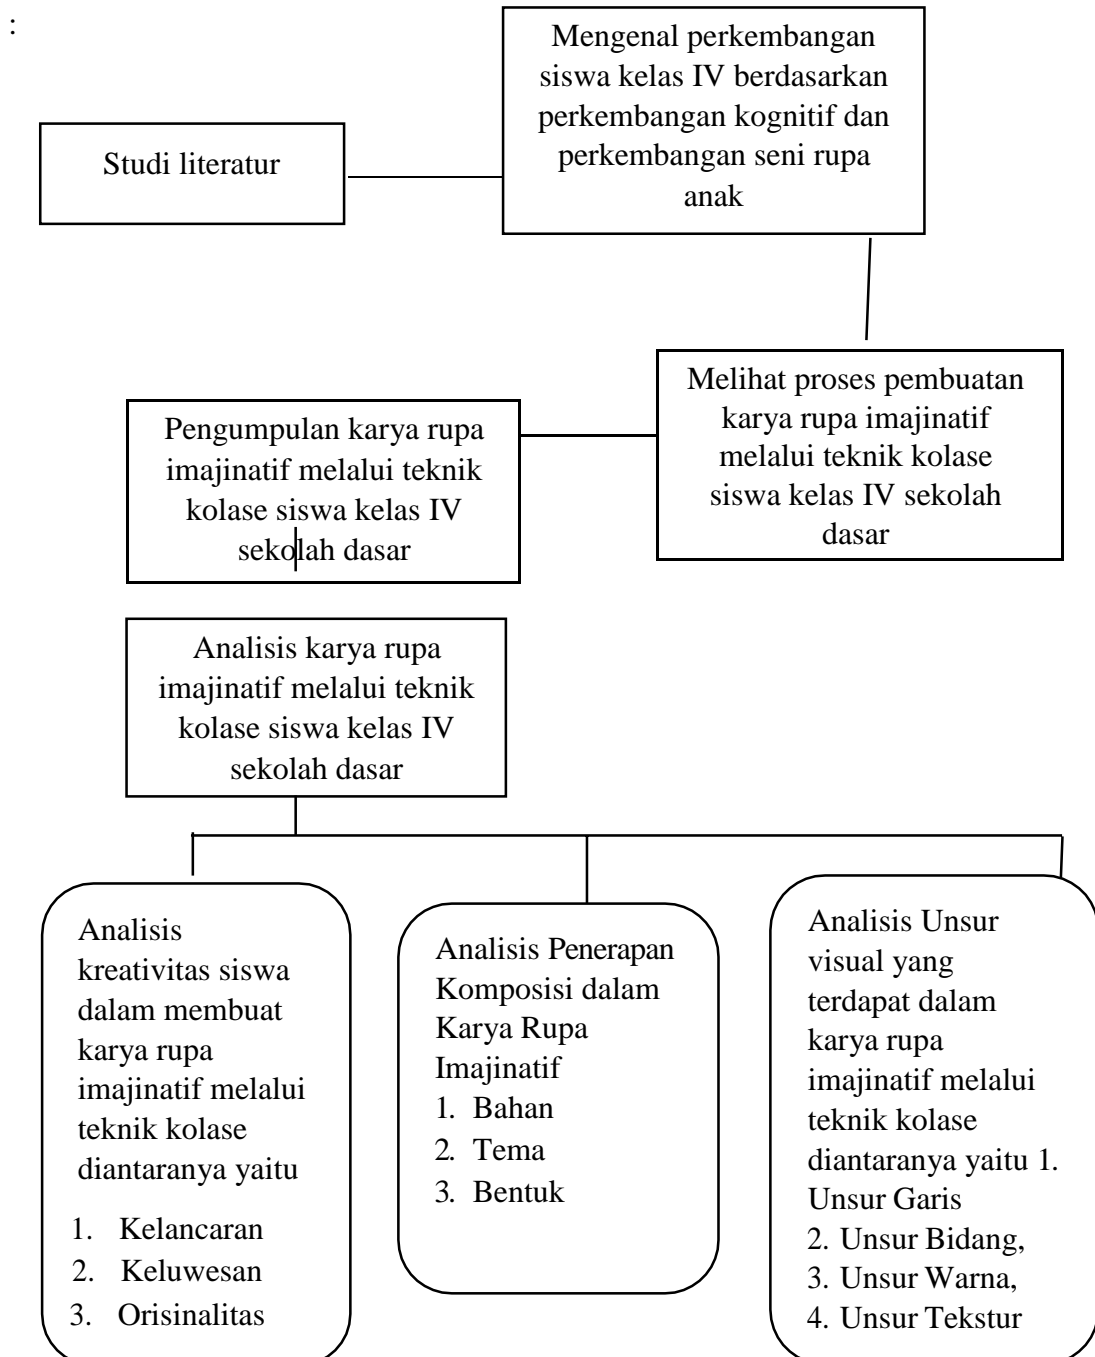 :
Mengenal perkembangan
siswa kelas IV berdasarkan
perkembangan kognitif dan
perkembangan seni rupa
anak
Studi literatur
Melihat proses pembuatan
karya rupa imajinatif
melalui teknik kolase
siswa kelas IV sekolah
dasar
Pengumpulan karya rupa
imajinatif melalui teknik
kolase siswa kelas IV
sekolah dasar
Analisis karya rupa
imajinatif melalui teknik
kolase siswa kelas IV
sekolah dasar
Analisis
kreativitas siswa
dalam membuat
karya rupa
imajinatif melalui
teknik kolase
diantaranya yaitu
1. Kelancaran
2. Keluwesan
3. Orisinalitas
Analisis Penerapan
Komposisi dalam
Karya Rupa
Imajinatif
1. Bahan
2. Tema
3. Bentuk
Analisis Unsur
visual yang
terdapat dalam
karya rupa
imajinatif melalui
teknik kolase
diantaranya yaitu 1.
Unsur Garis
2. Unsur Bidang,
3. Unsur Warna,
4. Unsur Tekstur